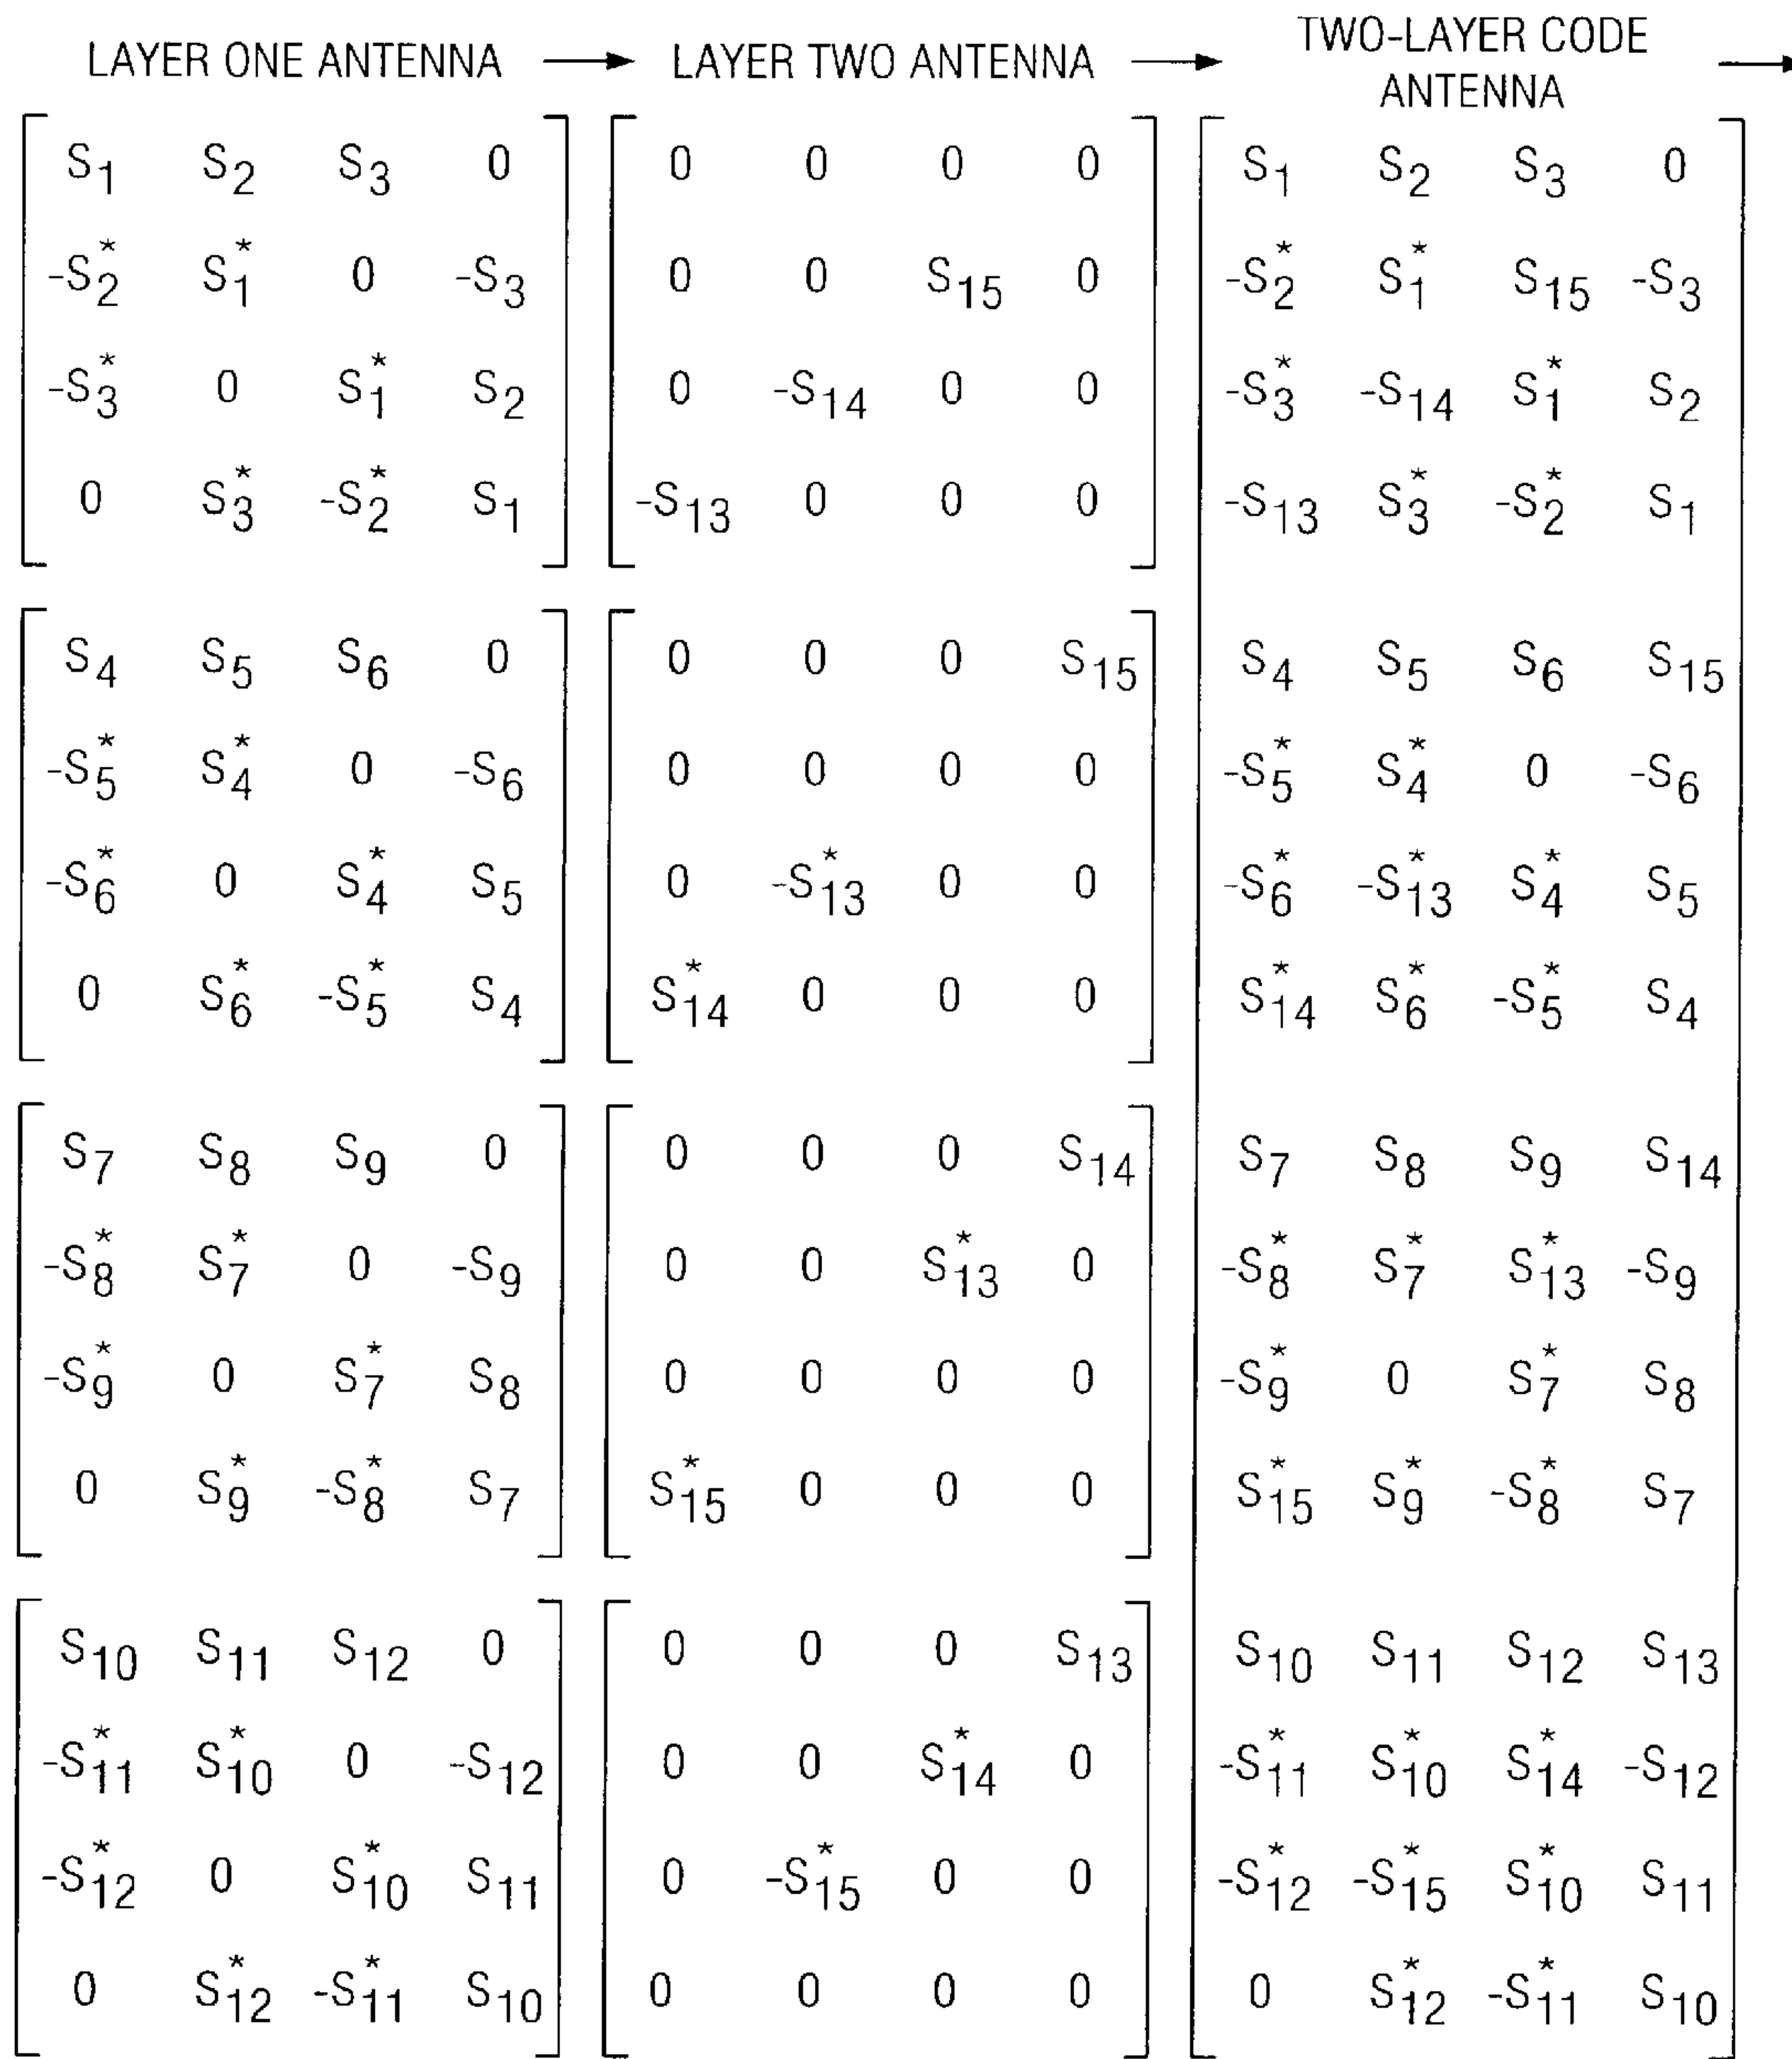 LAYER ONE ANTENNA → LAYER TWO ANTENNA → TWO-LAYER CODE ANTENNA →
S1 S2 S3 0 0 0 0 0 S1 S2 S3 0
-S2* S1* 0 -S3 0 0 S15 0 -S2* S1* S15 -S3
-S3* 0 S1* S2 0 -S14 0 0 -S3* -S14 S1* S2
0 S3* -S2* S1 -S13 0 0 0 -S13 S3* -S2* S1
S4 S5 S6 0 0 0 0 S15 S4 S5 S6 S15
-S5* S4* 0 -S6 0 0 0 0 -S5* S4* 0 -S6
-S6* 0 S4* S5 0 -S13* 0 0 -S6* -S13* S4* S5
0 S6* -S5* S4 S14* 0 0 0 S14* S6* -S5* S4
S7 S8 S9 0 0 0 0 S14 S7 S8 S9 S14
-S8* S7* 0 -S9 0 0 S13* 0 -S8* S7* S13* -S9
-S9* 0 S7* S8 0 0 0 0 -S9* 0 S7* S8
0 S9* -S8* S7 S15* 0 0 0 S15* S9* -S8* S7
S10 S11 S12 0 0 0 0 S13 S10 S11 S12 S13
-S11* S10* 0 -S12 0 0 S14* 0 -S11* S10* S14* -S12
-S12* 0 S10* S11 0 -S15* 0 0 -S12* -S15* S10* S11
0 S12* -S11* S10 0 0 0 0 0 S12* -S11* S10